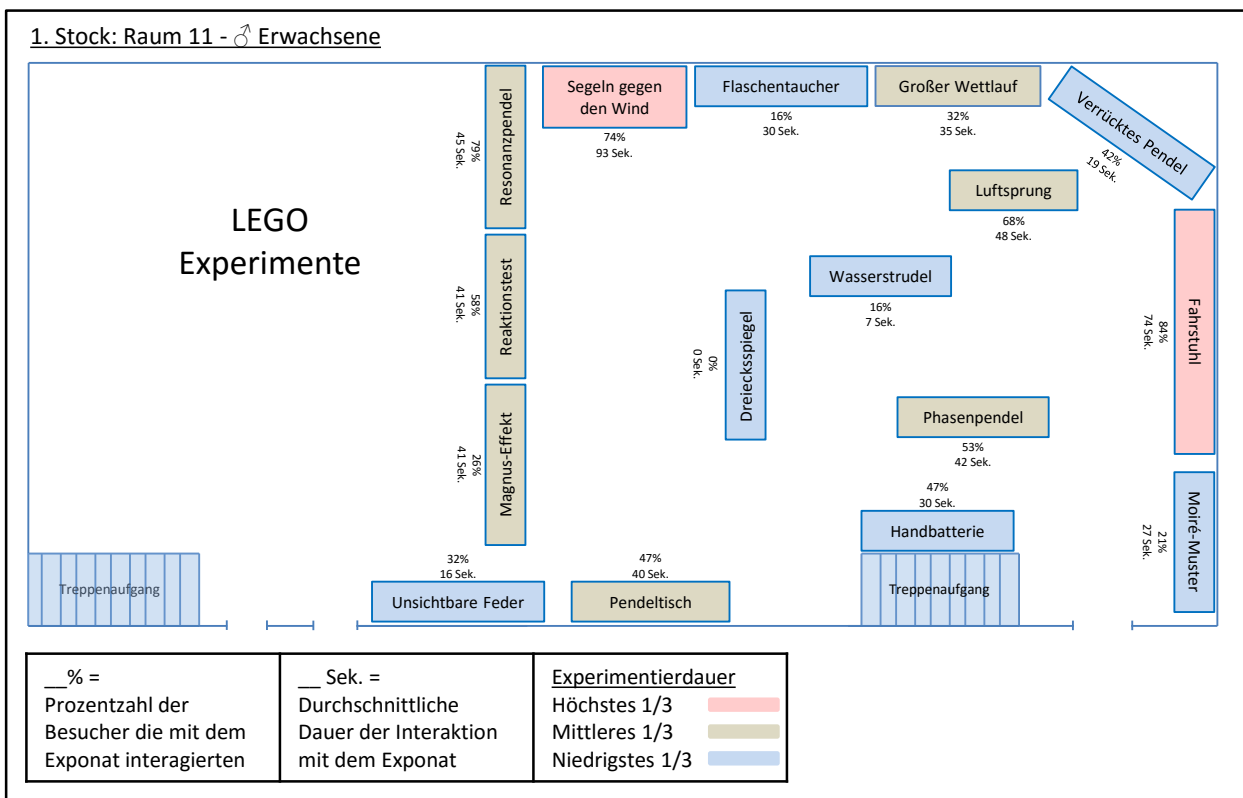 1. Stock: Raum 11 - ♂ Erwachsene
LEGO
Experimente
Resonanzpendel
79%
45 Sek.
Reaktionstest
58%
41 Sek.
Magnus-Effekt
26%
41 Sek.
Segeln gegen
den Wind
74%
93 Sek.
Flaschentaucher
16%
30 Sek.
Großer Wettlauf
32%
35 Sek.
Verrücktes Pendel
42%
19 Sek.
Luftsprung
68%
48 Sek.
Wasserstrudel
16%
7 Sek.
Dreiecksspiegel
0%
0 Sek.
Fahrstuhl
84%
74 Sek.
Phasenpendel
53%
42 Sek.
47%
30 Sek.
Handbatterie
Moiré-Muster
21%
27 Sek.
32%
16 Sek.
Unsichtbare Feder
47%
40 Sek.
Pendeltisch
Treppenaufgang
Treppenaufgang
__% =
Prozentzahl der
Besucher die mit dem
Exponat interagierten
__ Sek. =
Durchschnittliche
Dauer der Interaktion
mit dem Exponat
Experimentierdauer
Höchstes 1/3
Mittleres 1/3
Niedrigstes 1/3